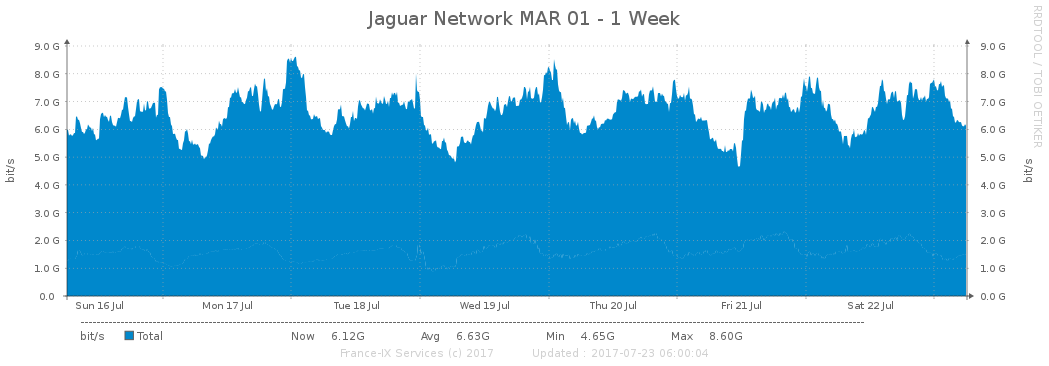 Jaguar Network MAR 01 - 1 Week
RRDTOOL / TOBI OETIKER
bit/s
9.0 G 9.0 G
8.0 G 8.0 G
7.0 G 7.0 G
6.0 G 6.0 G
5.0 G 5.0 G
4.0 G 4.0 G
3.0 G 3.0 G
2.0 G 2.0 G
1.0 G 1.0 G
0.0 0.0 G
bit/s
Sun 16 Jul Mon 17 Jul Tue 18 Jul Wed 19 Jul Thu 20 Jul Fri 21 Jul Sat 22 Jul
bit/s Total Now 6.12G Avg 6.63G Min 4.65G Max 8.60G
France-IX Services (c) 2017 Updated : 2017-07-23 06:00:04